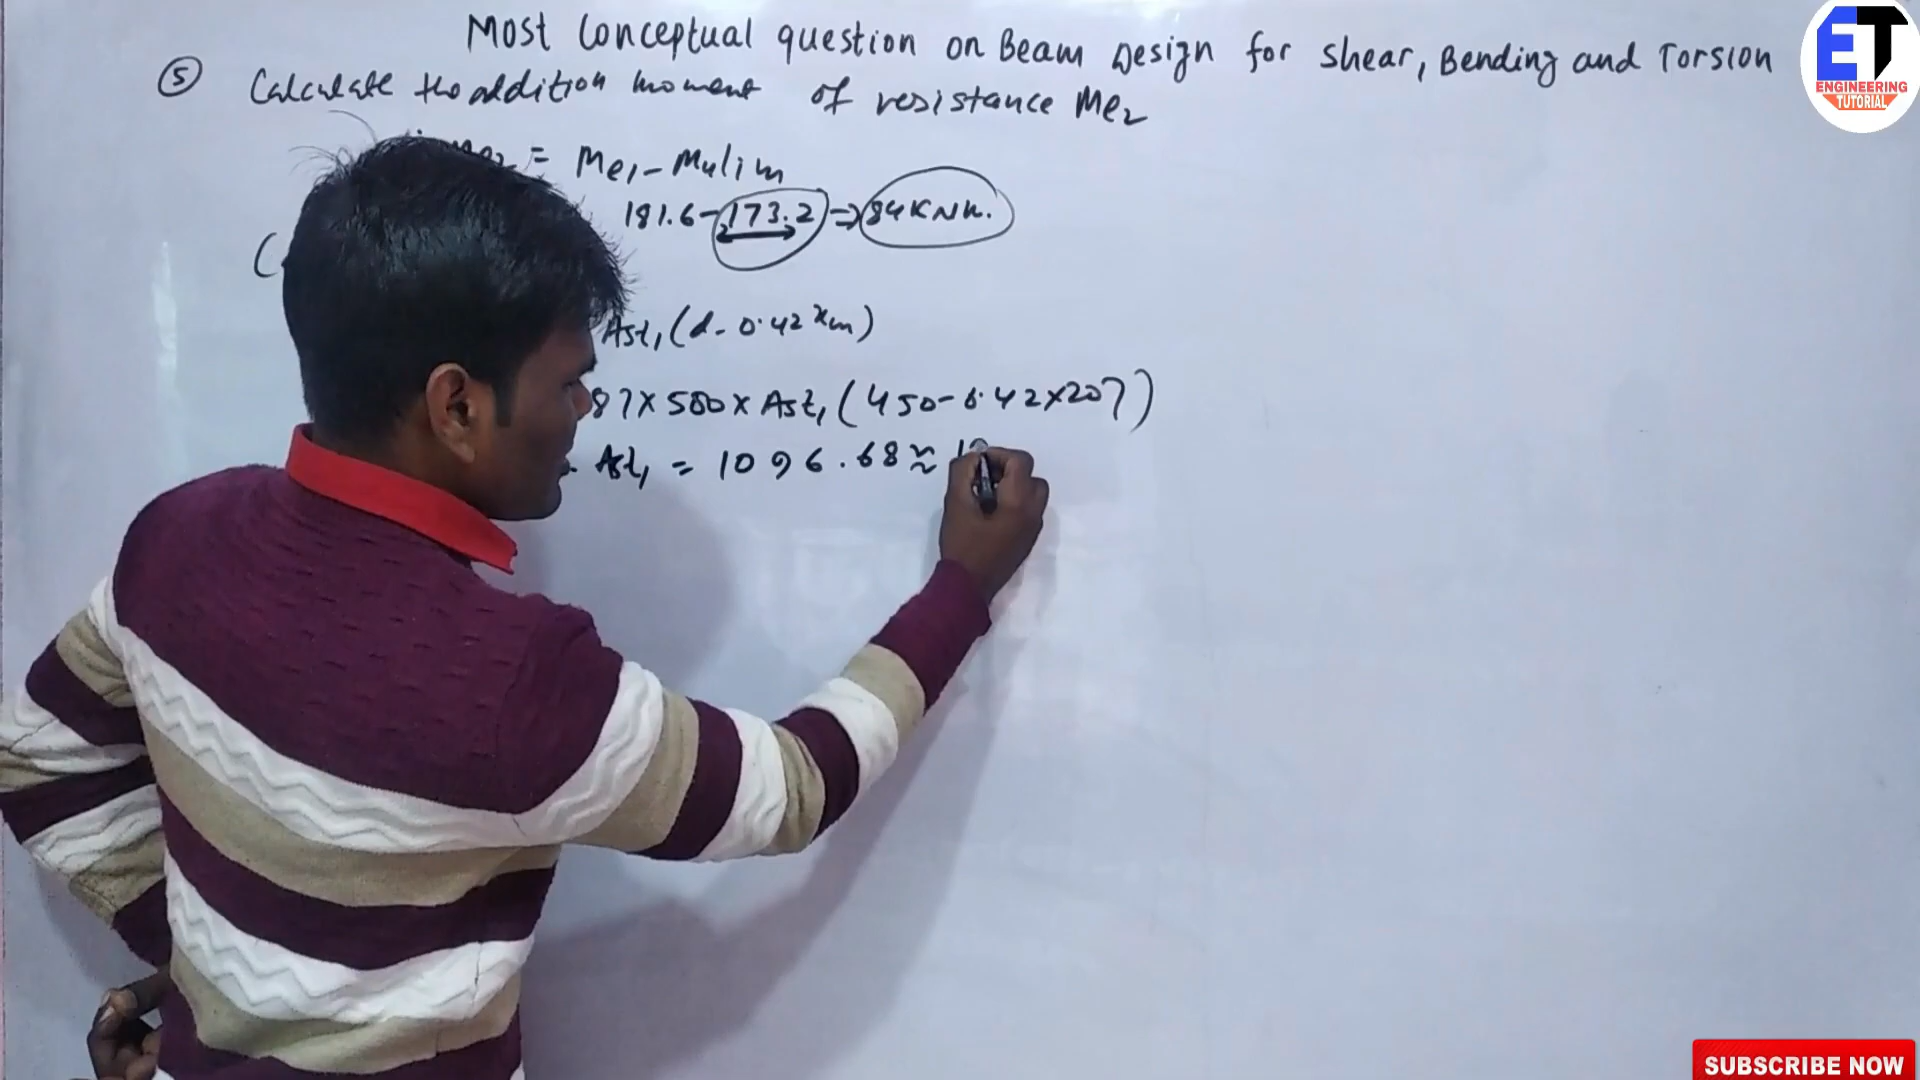 Most Conceptual question on Beam Design for Shear, Bending and Torsion
ET
ENGINEERING
TUTORIAL
⑤ Calculate the addition moment of resistance Me2
= Me1 - Mulim
181.6 - 173.2 ⇒ 84KNm.
(
Ast1 (d - 0.42 xm)
87 × 500 × Ast1 (450 - 0.42 × 207)
Ast1 = 1096.68 ≈
SUBSCRIBE NOW